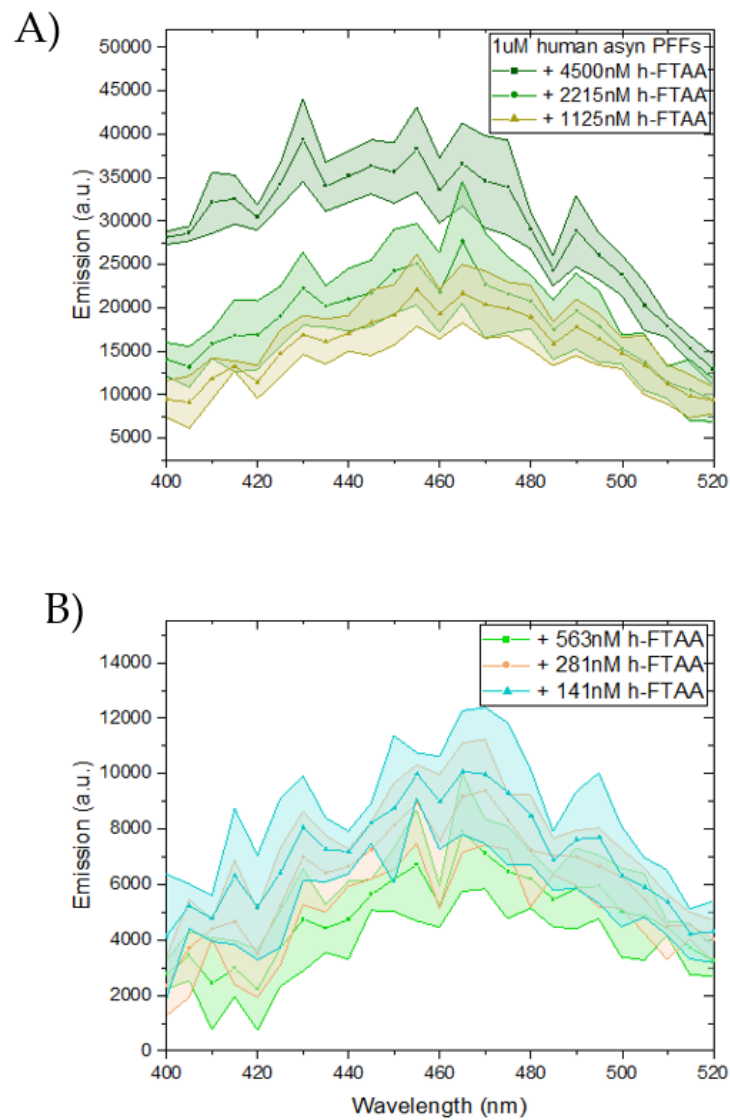 A)
50000
45000
40000
35000
30000
25000
20000
15000
10000
5000
Emission (a.u.)
1uM human asyn PFFs
+ 4500nM h-FTAA
+ 2215nM h-FTAA
+ 1125nM h-FTAA
400 420 440 460 480 500 520
B)
14000
12000
10000
8000
6000
4000
2000
0
Emission (a.u.)
+ 563nM h-FTAA
+ 281nM h-FTAA
+ 141nM h-FTAA
400 420 440 460 480 500 520
Wavelength (nm)